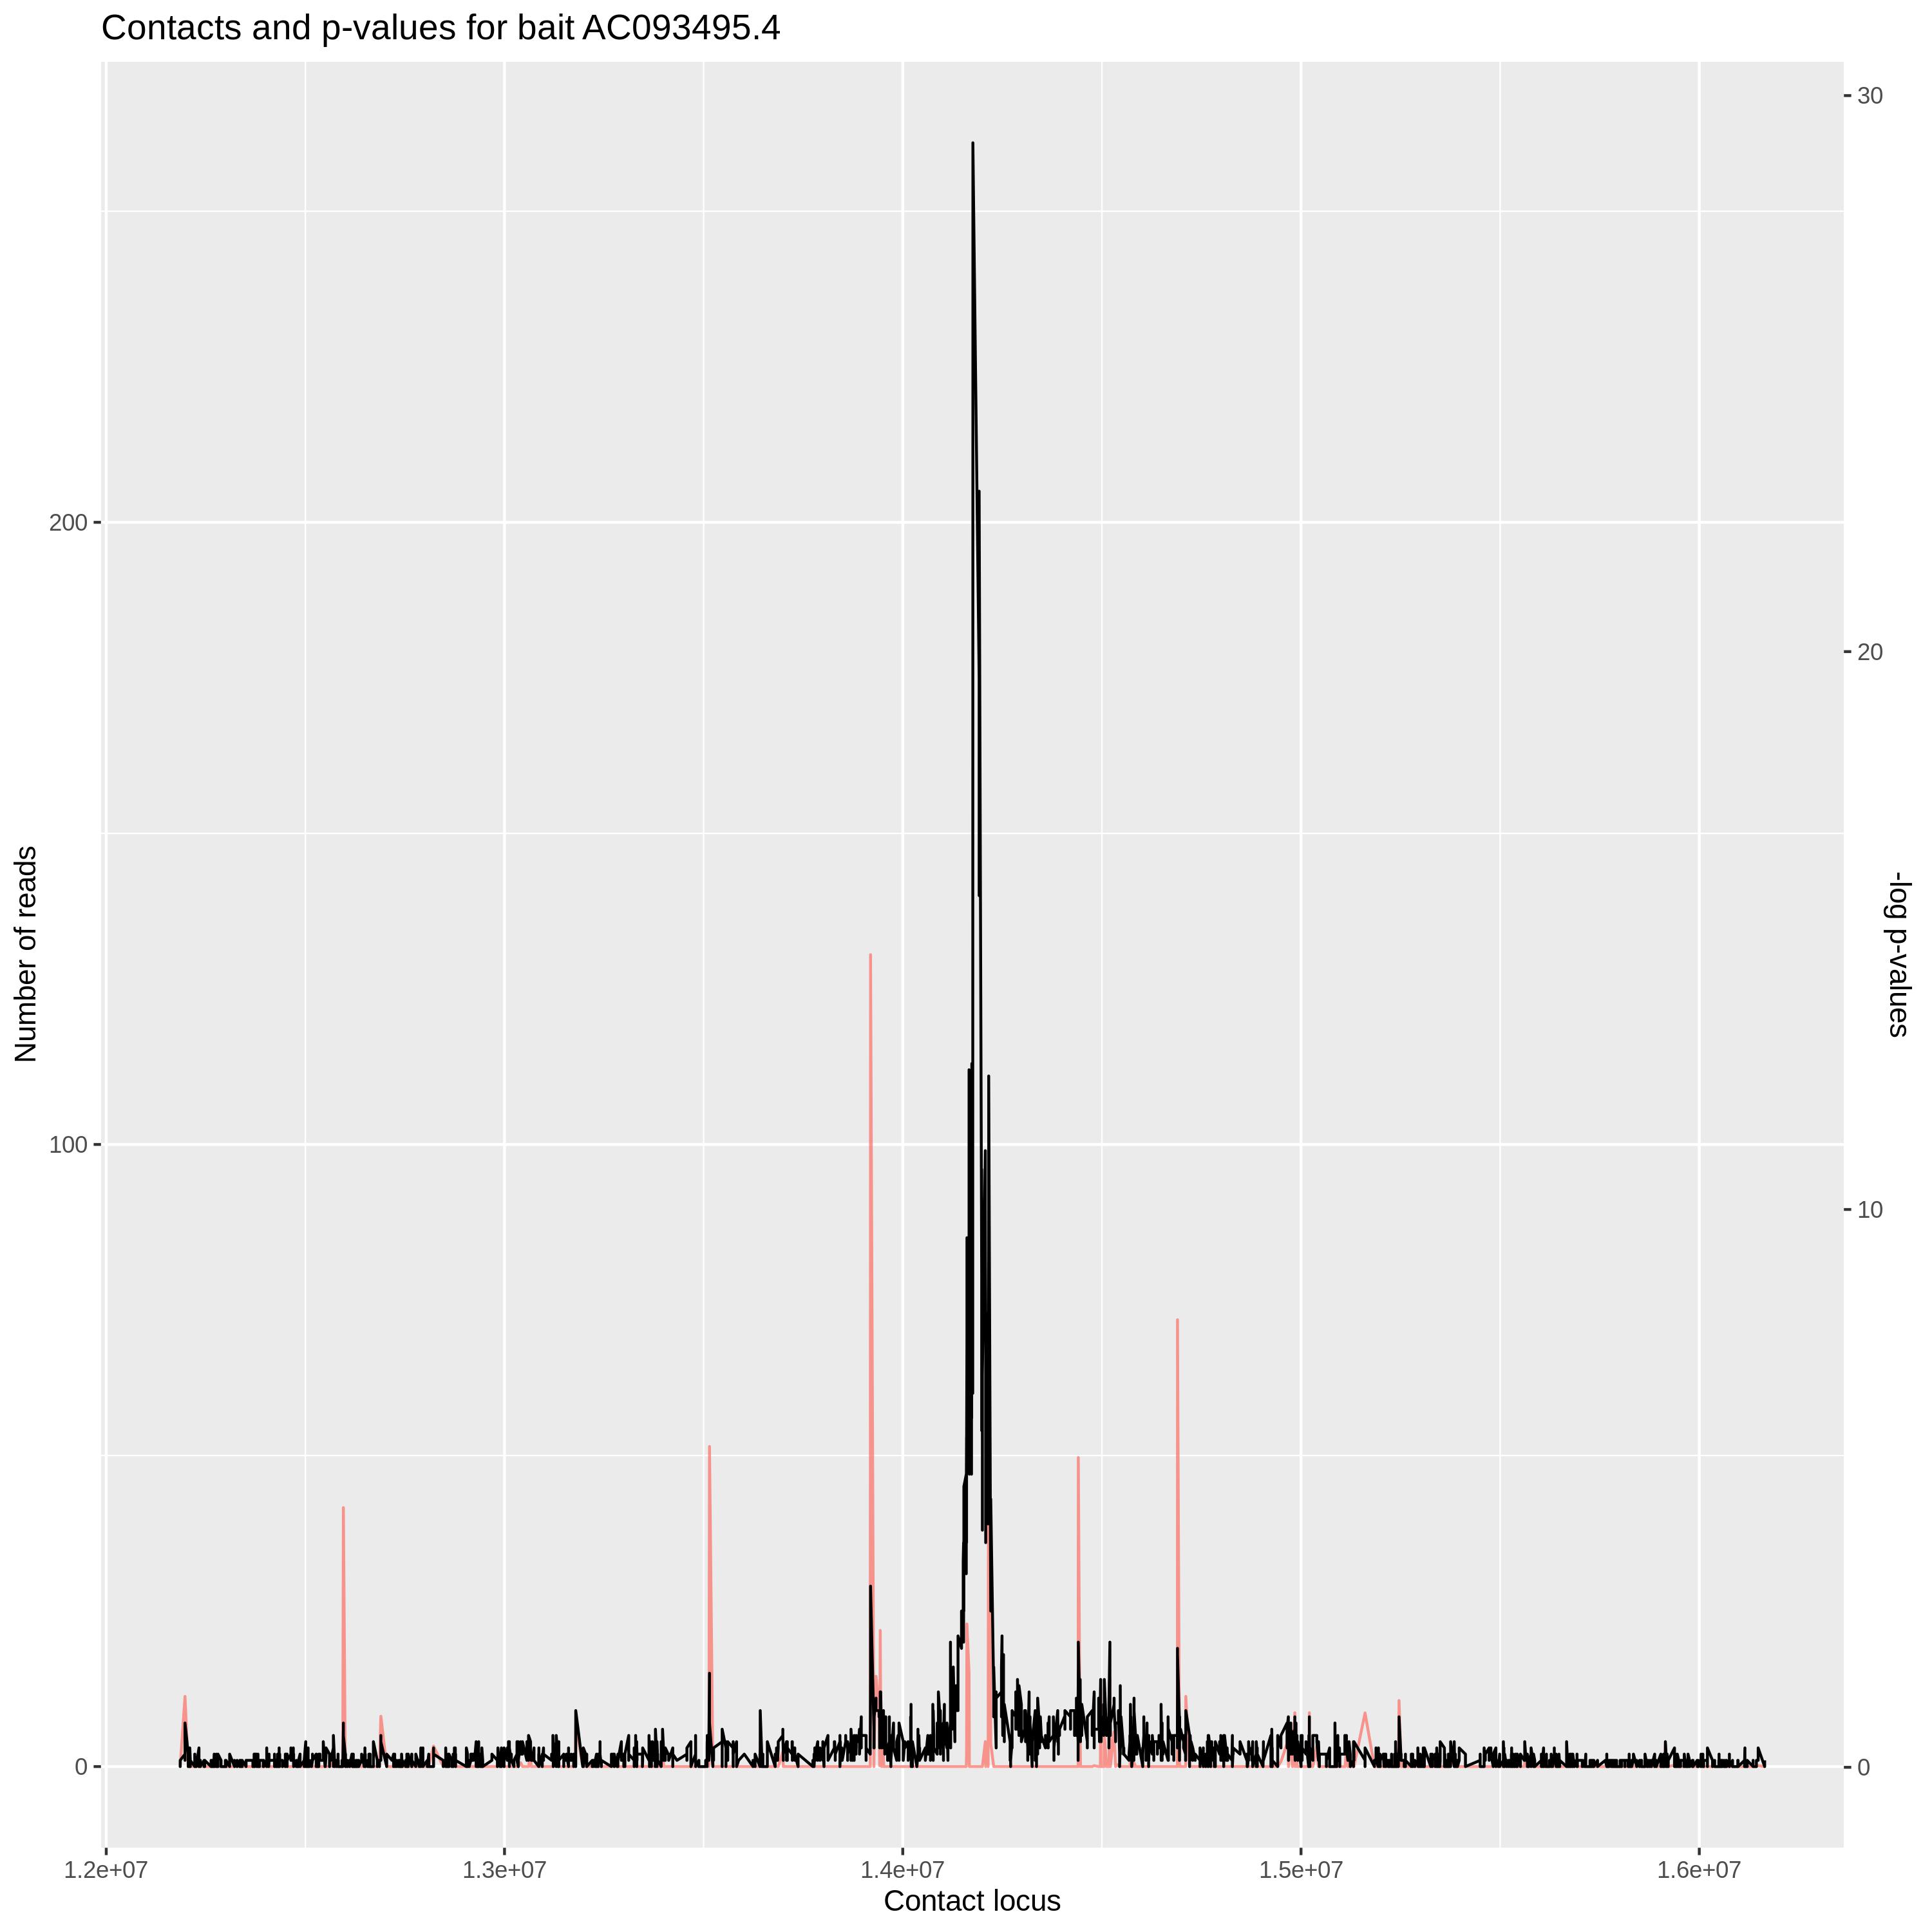 Contacts and p-values for bait AC093495.4
30
200
20
Number of reads
-log p-values
100
10
0
0
1.2e+07
1.3e+07
1.4e+07
1.5e+07
1.6e+07
Contact locus